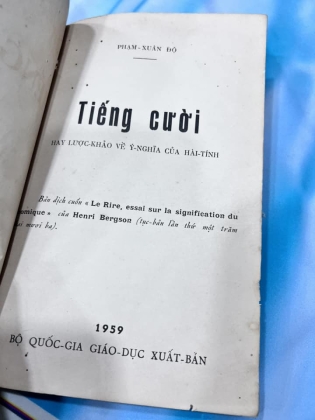 PHẠM-XUÂN ĐỘ
Tiếng cười
HAY LƯỢC-KHẢO VỀ Ý-NGHĨA CỦA HÀI-TÍNH
Bản dịch cuốn « Le Rire, essai sur la signification du
comique » của Henri Bergson (tục-bản lần thứ một trăm
mươi ba).
1959
BỘ QUỐC-GIA GIÁO-DỤC XUẤT-BẢN